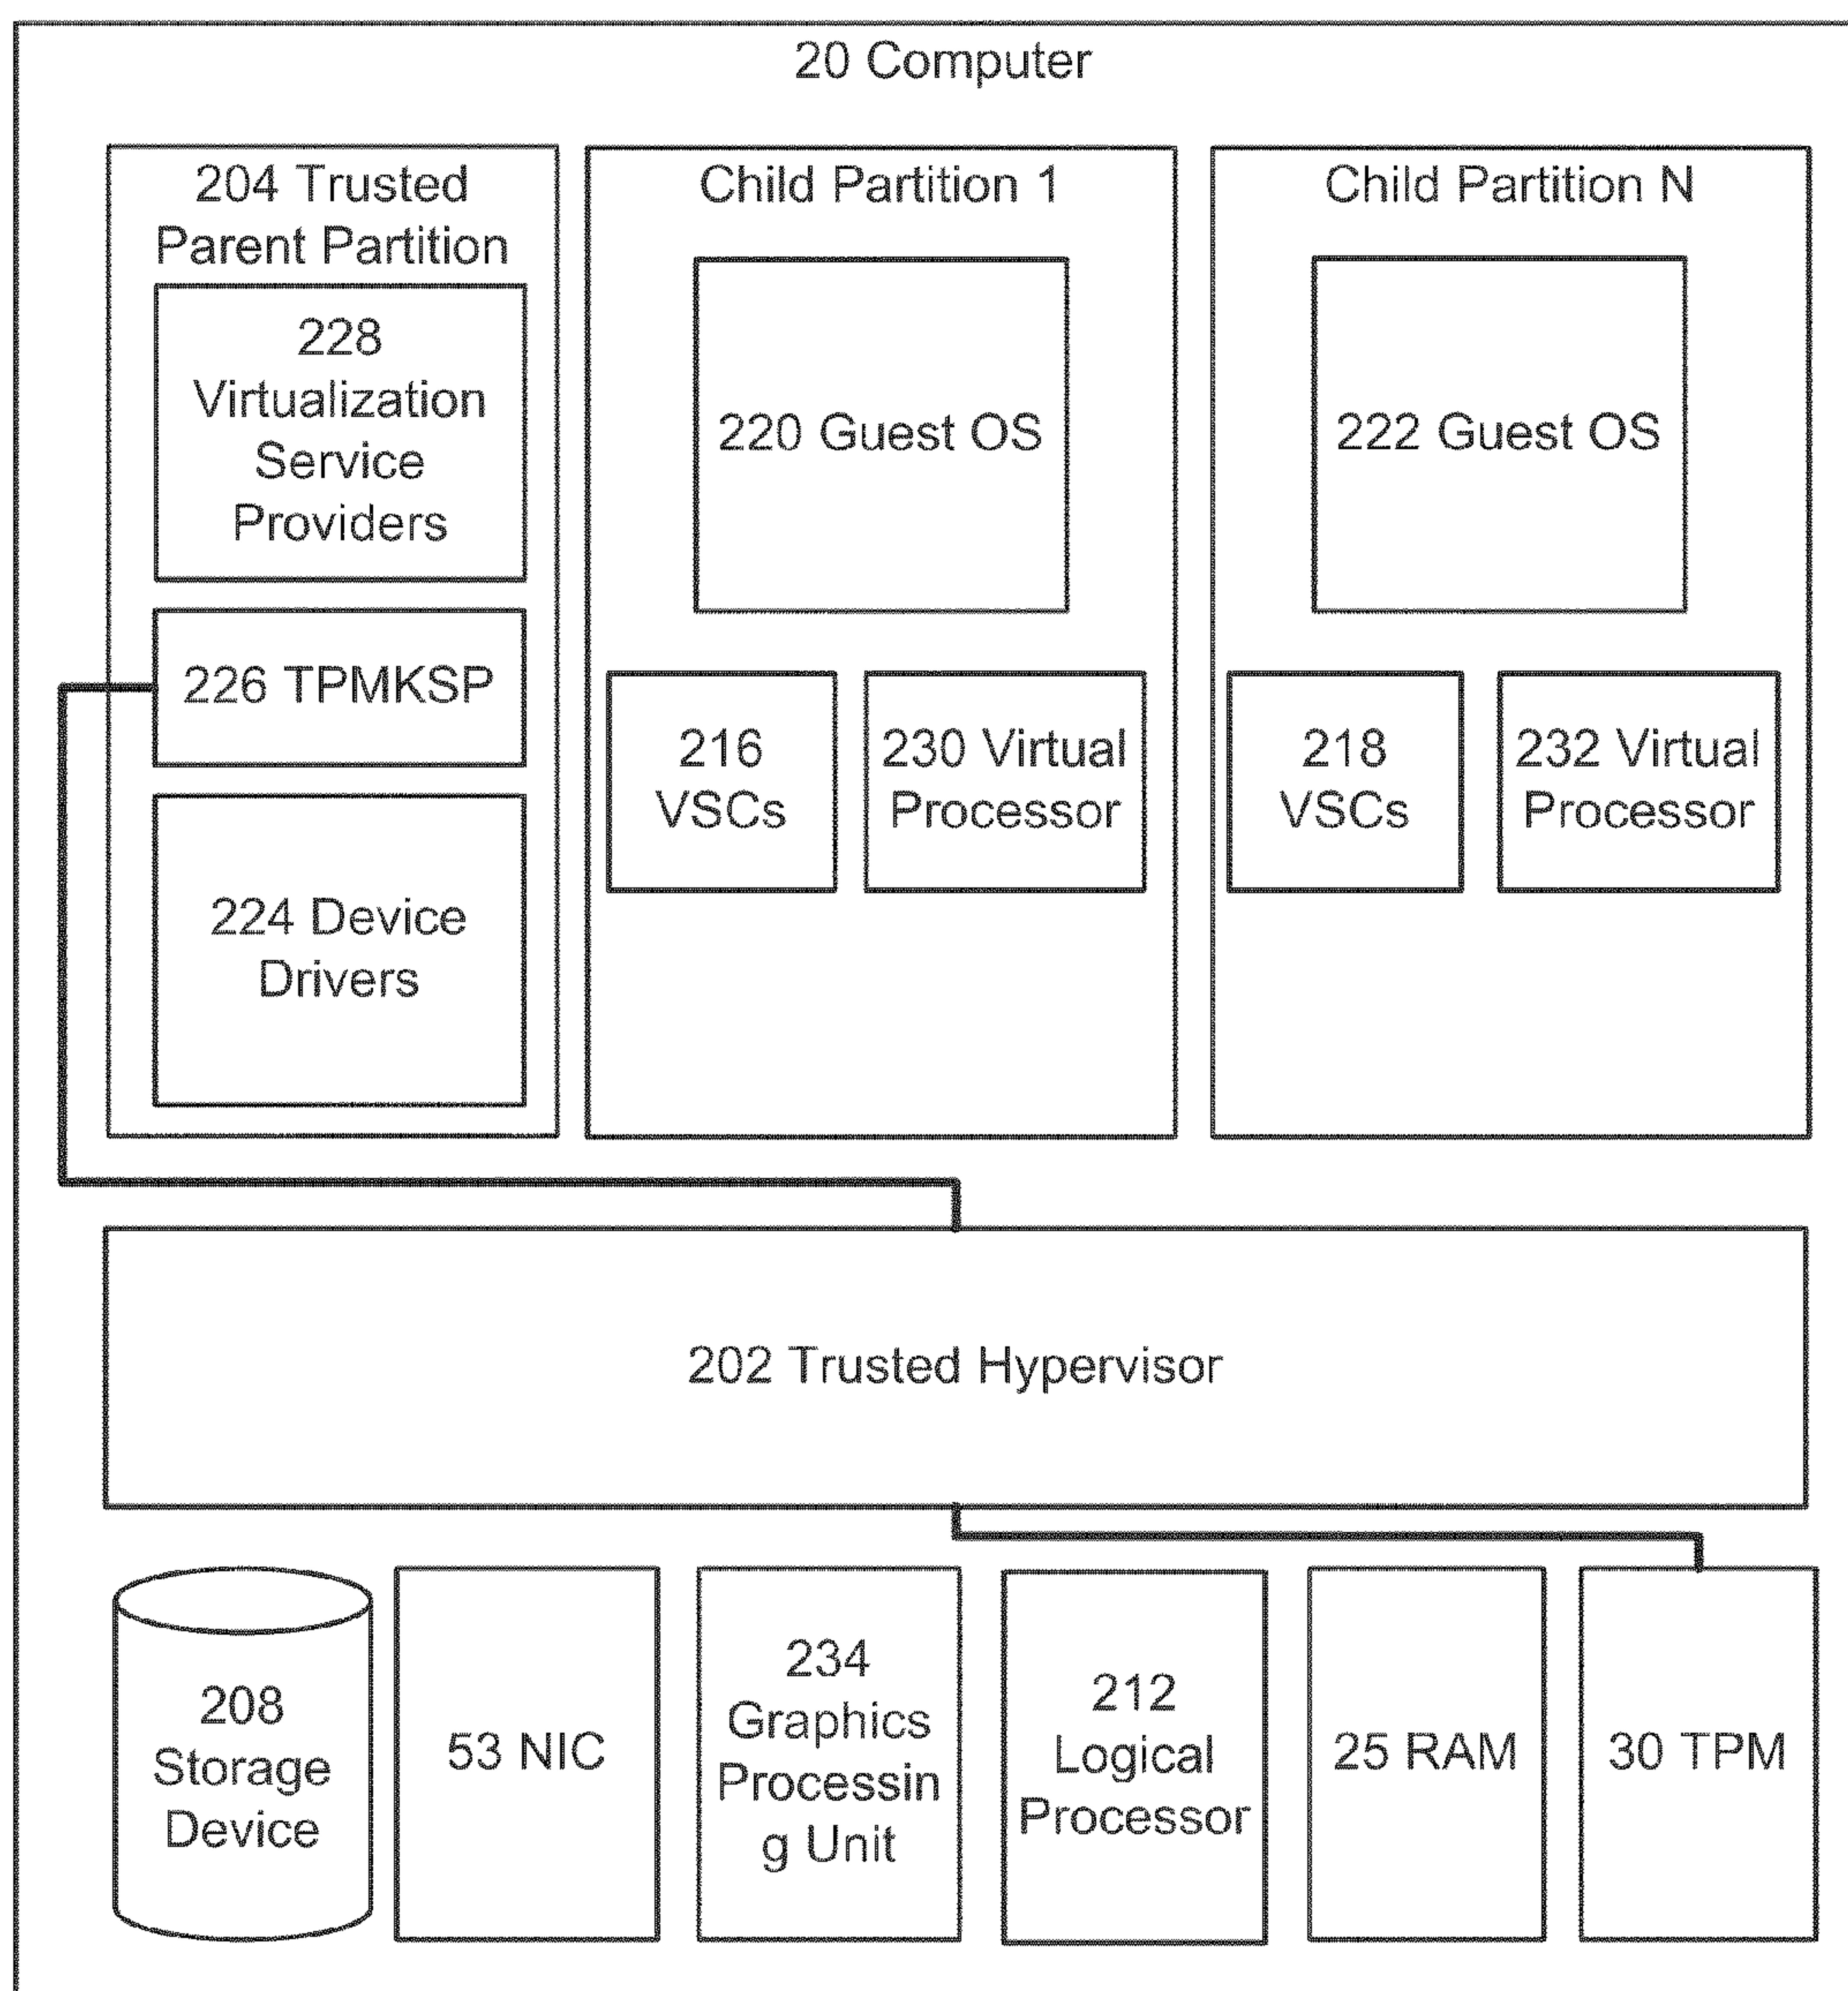 20 Computer
204 Trusted
Parent Partition
228
Virtualization
Service
Providers
226 TPMKSP
224 Device
Drivers
Child Partition 1
220 Guest OS
216
VSCs
230 Virtual
Processor
Child Partition N
222 Guest OS
218
VSCs
232 Virtual
Processor
202 Trusted Hypervisor
208
Storage
Device
53 NIC
234
Graphics
Processin
g Unit
212
Logical
Processor
25 RAM
30 TPM